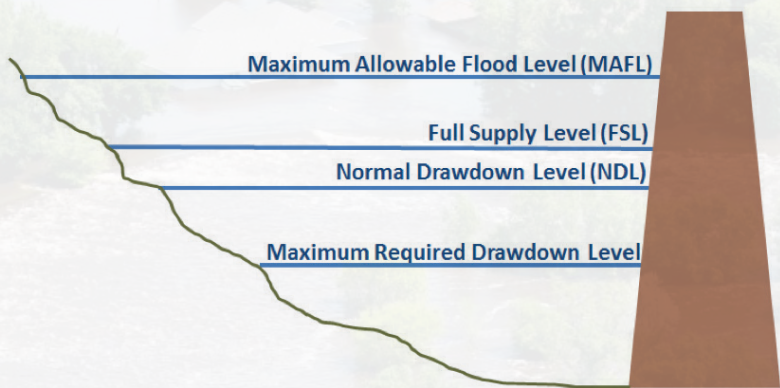 Maximum Allowable Flood Level (MAFL)
Full Supply Level (FSL)
Normal Drawdown Level (NDL)
Maximum Required Drawdown Level